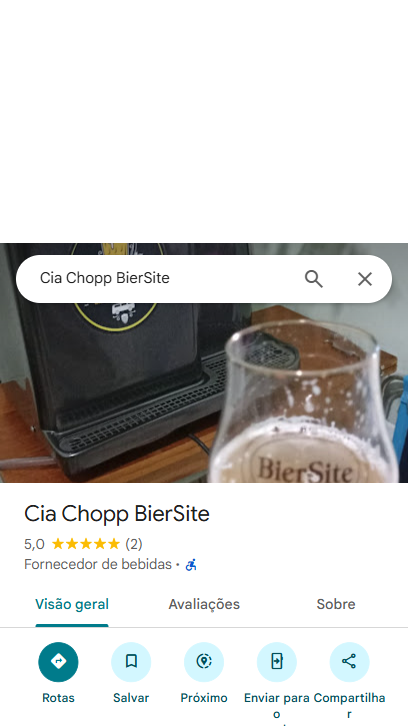 Cia Chopp BierSite
BierSite
Cia Chopp BierSite
5,0 (2)
Fornecedor de bebidas ·
Visão geral Avaliações Sobre
Rotas Salvar Próximo Enviar para Compartilha
o r